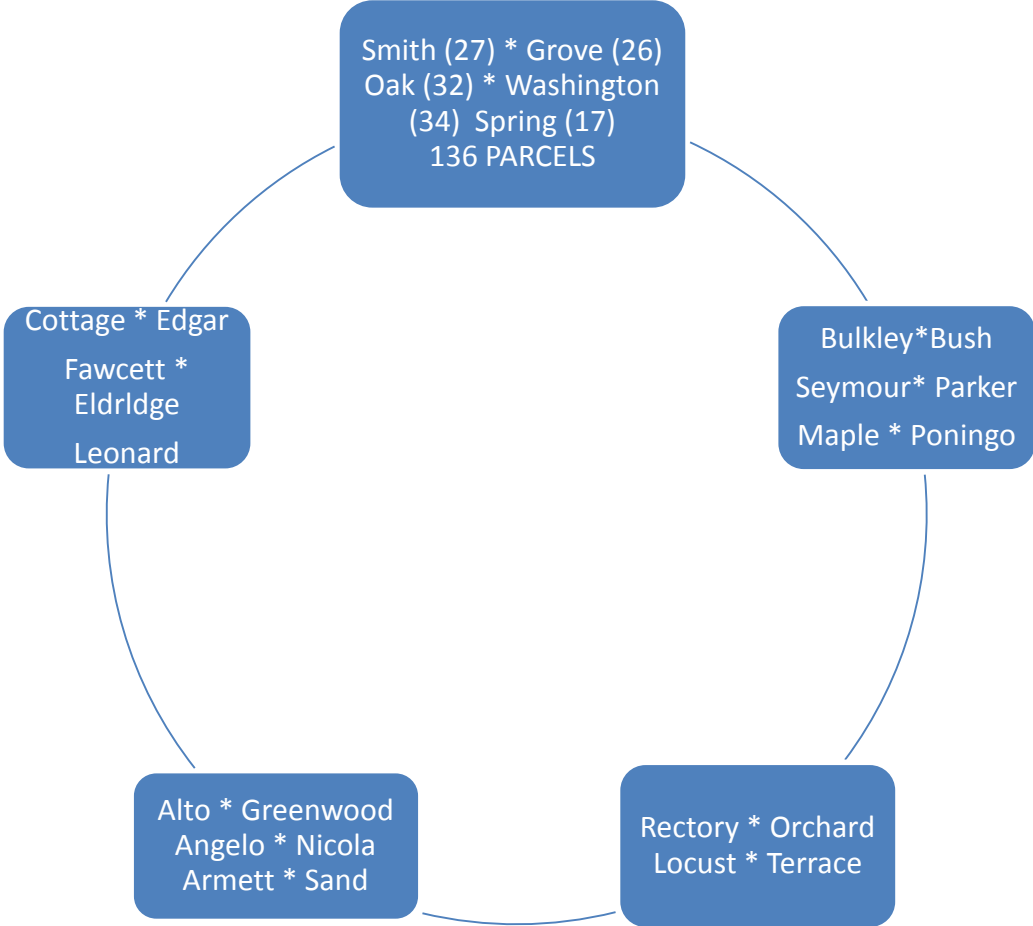 Smith (27) * Grove (26)
Oak (32) * Washington
(34)  Spring (17)
136 PARCELS
Bulkley*Bush
Seymour* Parker
Maple * Poningo
Rectory * Orchard
Locust * Terrace
Alto * Greenwood
Angelo * Nicola
Armett * Sand
Cottage * Edgar
Fawcett *
Eldrldge
Leonard